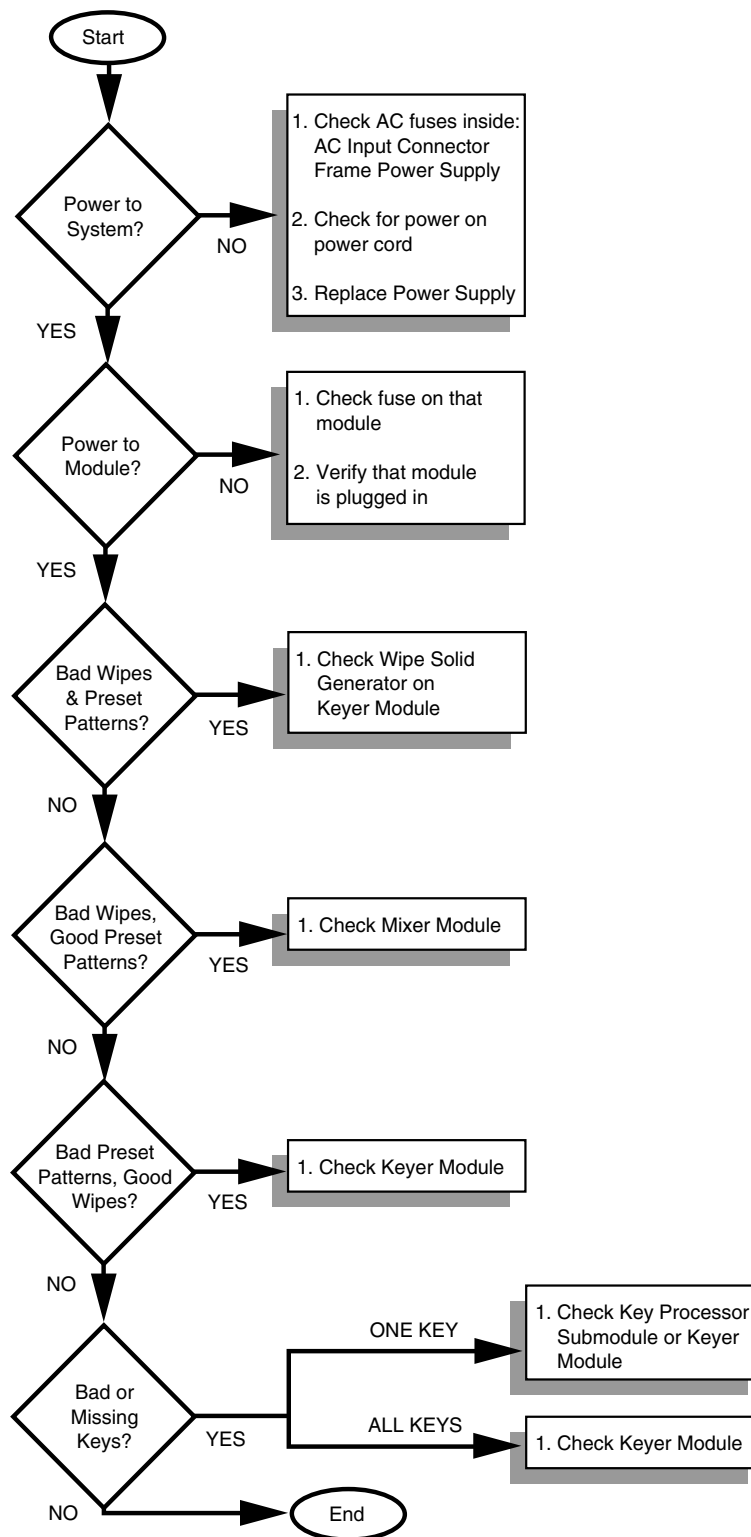 Start
Power to
System?
NO
1. Check AC fuses inside:
AC Input Connector
Frame Power Supply
2. Check for power on
power cord
3. Replace Power Supply
YES
Power to
Module?
NO
1. Check fuse on that
module
2. Verify that module
is plugged in
YES
Bad Wipes
& Preset
Patterns?
YES
1. Check Wipe Solid
Generator on
Keyer Module
NO
Bad Wipes,
Good Preset
Patterns?
YES
1. Check Mixer Module
NO
Bad Preset
Patterns, Good
Wipes?
YES
1. Check Keyer Module
NO
Bad or
Missing
Keys?
YES
ONE KEY
1. Check Key Processor
Submodule or Keyer
Module
ALL KEYS
1. Check Keyer Module
NO
End